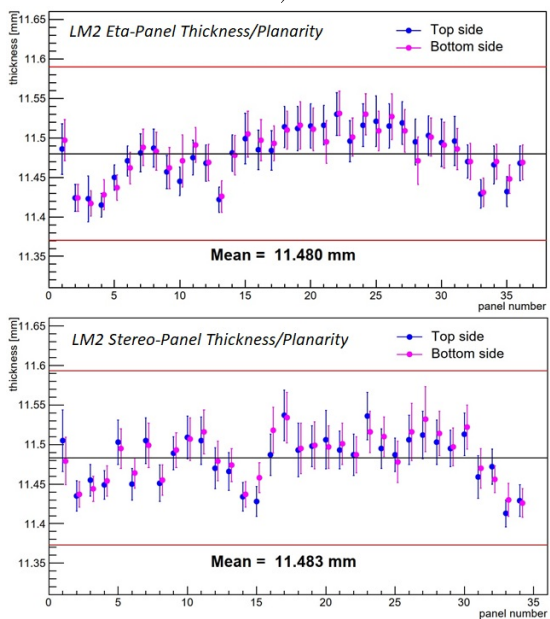 LM2 Eta-Panel Thickness/Planarity
Top side
Bottom side
thickness [mm]
11.65
11.6
11.55
11.5
11.45
11.4
11.35
Mean = 11.480 mm
0 5 10 15 20 25 30 35
panel number
LM2 Stereo-Panel Thickness/Planarity
Top side
Bottom side
thickness [mm]
11.65
11.6
11.55
11.5
11.45
11.4
11.35
Mean = 11.483 mm
0 5 10 15 20 25 30 35
panel number